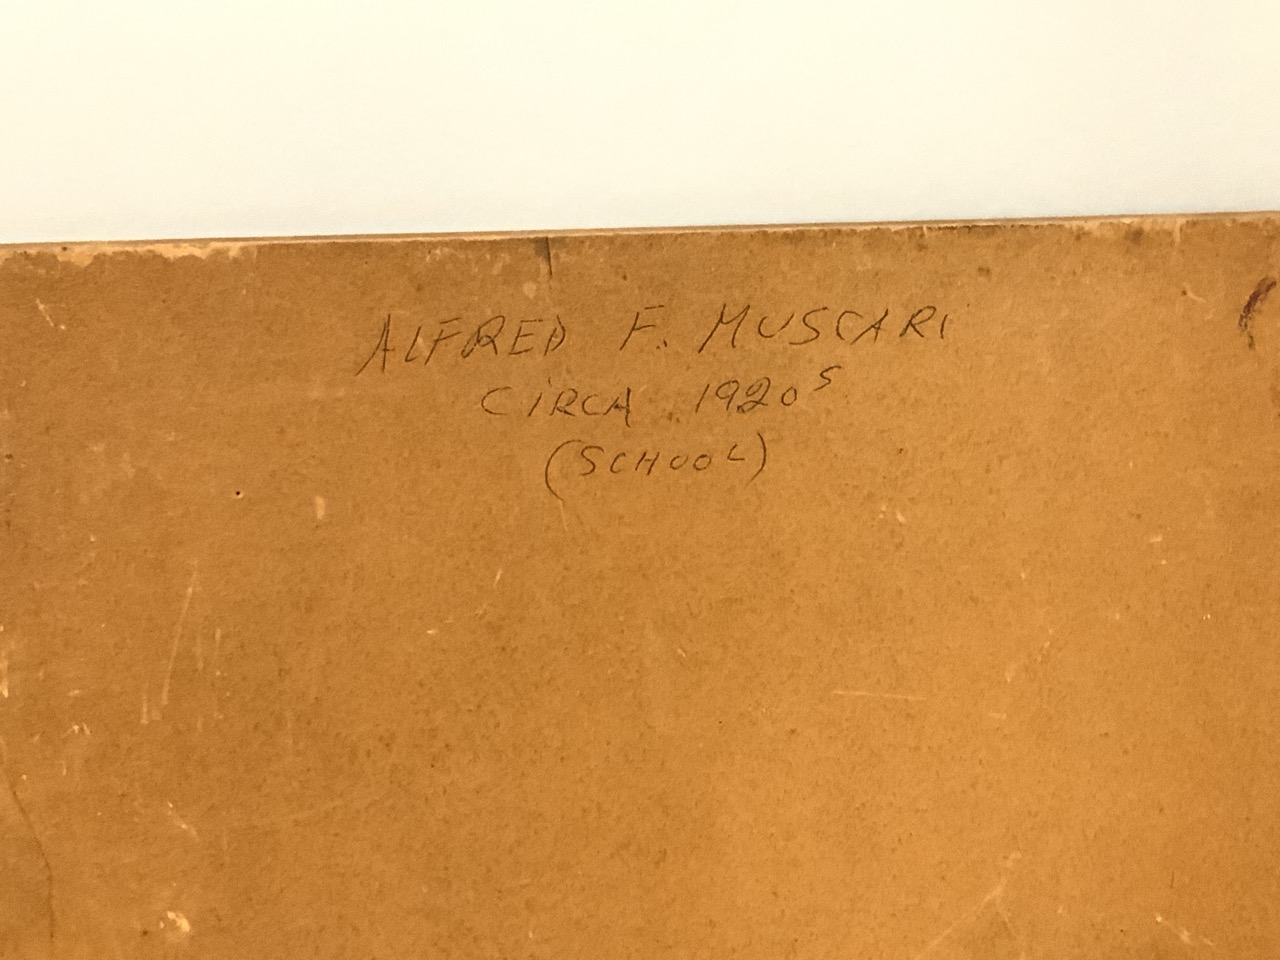 ALFRED F. MUSCARI
CIRCA 1920S
(SCHOOL)